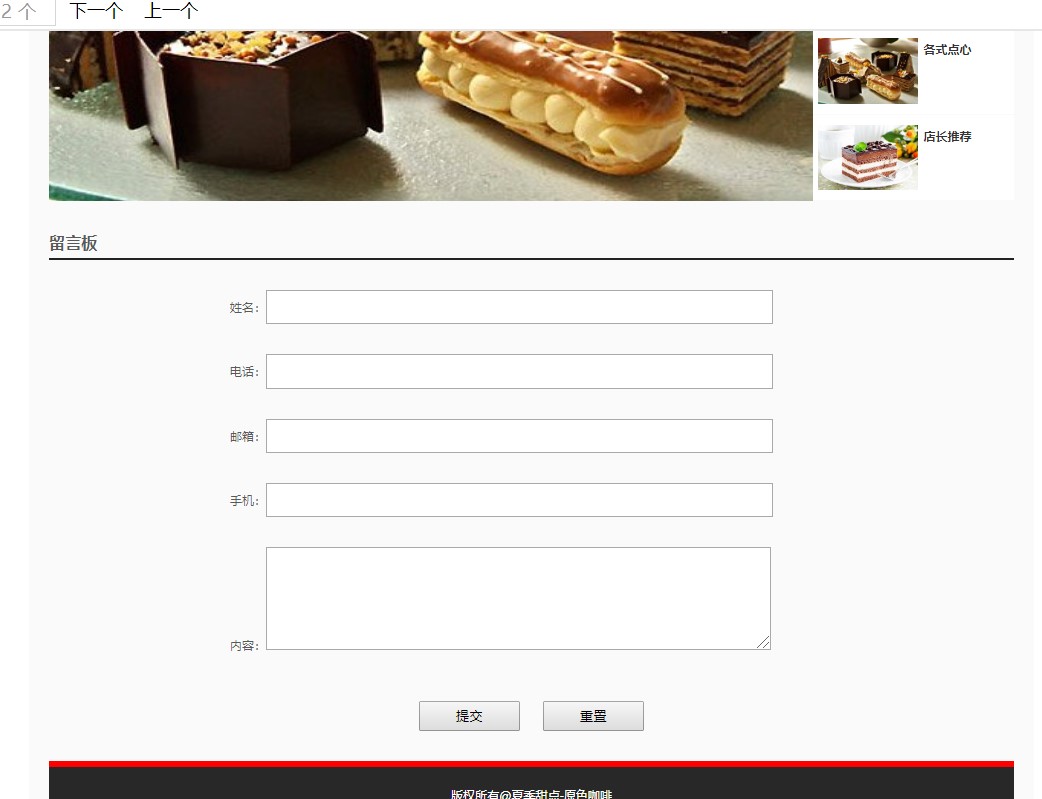 2 个 下一个 上一个
各式点心
店长推荐
留言板
姓名：
电话：
邮箱：
手机：
内容：
提交 重置
版权所有@夏季甜点-原色咖啡